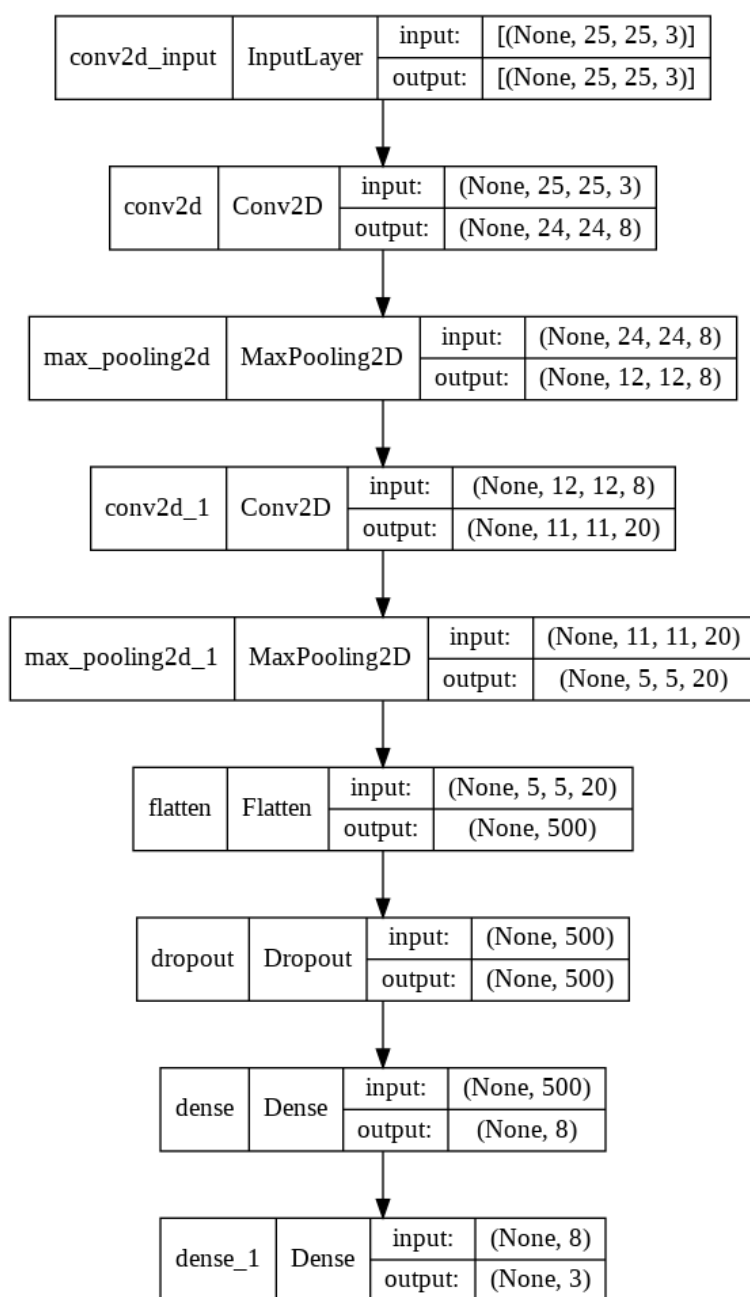 conv2d_input InputLayer input: [(None, 25, 25, 3)]
output: [(None, 25, 25, 3)]
conv2d Conv2D input: (None, 25, 25, 3)
output: (None, 24, 24, 8)
max_pooling2d MaxPooling2D input: (None, 24, 24, 8)
output: (None, 12, 12, 8)
conv2d_1 Conv2D input: (None, 12, 12, 8)
output: (None, 11, 11, 20)
max_pooling2d_1 MaxPooling2D input: (None, 11, 11, 20)
output: (None, 5, 5, 20)
flatten Flatten input: (None, 5, 5, 20)
output: (None, 500)
dropout Dropout input: (None, 500)
output: (None, 500)
dense Dense input: (None, 500)
output: (None, 8)
dense_1 Dense input: (None, 8)
output: (None, 3)